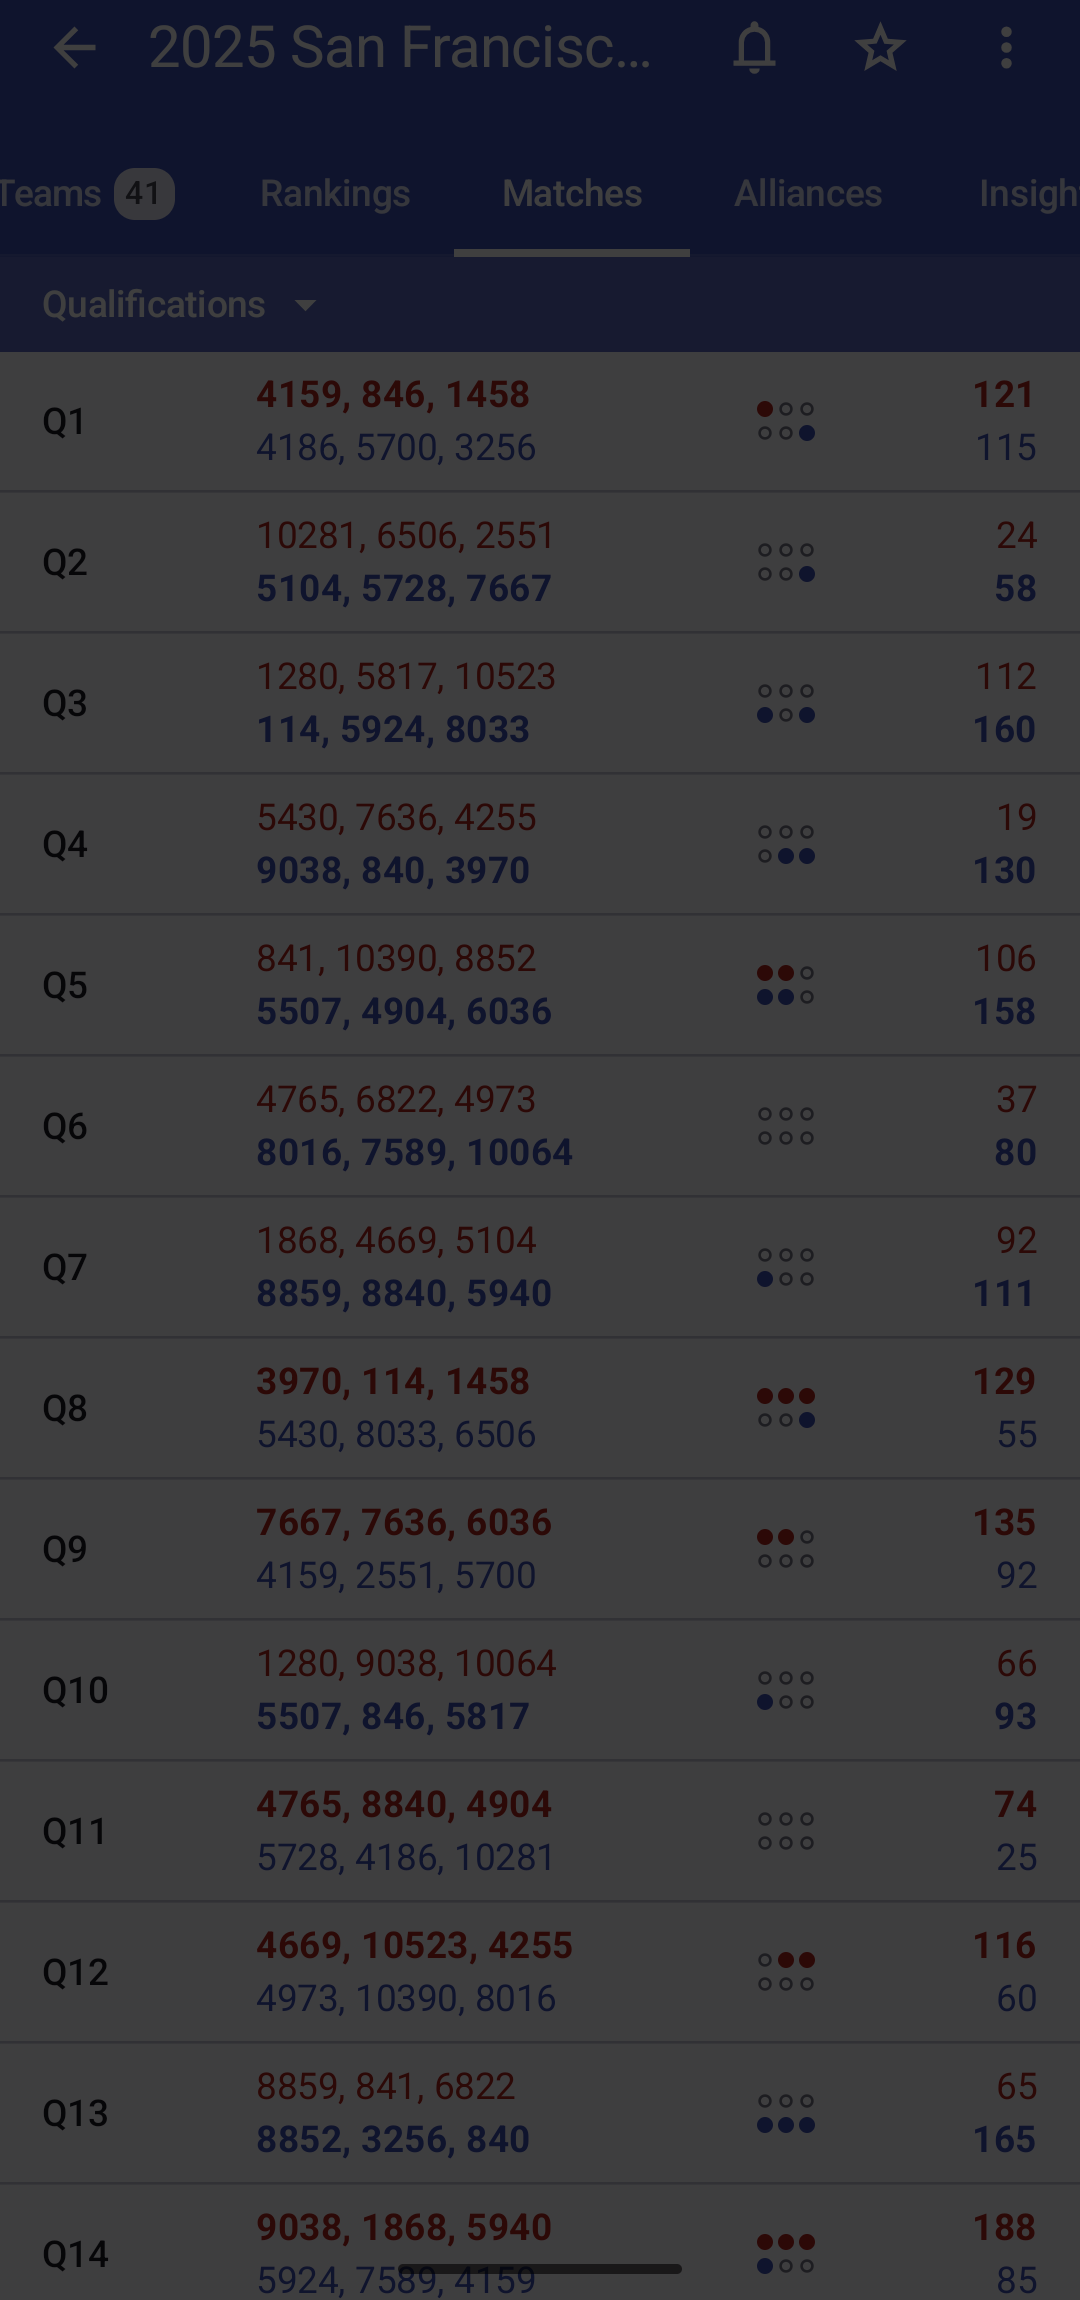 2025 San Francisc...
Teams 41 Rankings Matches Alliances Insigh
Qualifications
Q1
4159, 846, 1458 121
4186, 5700, 3256 115
Q2
10281, 6506, 2551 24
5104, 5728, 7667 58
Q3
1280, 5817, 10523 112
114, 5924, 8033 160
Q4
5430, 7636, 4255 19
9038, 840, 3970 130
Q5
841, 10390, 8852 106
5507, 4904, 6036 158
Q6
4765, 6822, 4973 37
8016, 7589, 10064 80
Q7
1868, 4669, 5104 92
8859, 8840, 5940 111
Q8
3970, 114, 1458 129
5430, 8033, 6506 55
Q9
7667, 7636, 6036 135
4159, 2551, 5700 92
Q10
1280, 9038, 10064 66
5507, 846, 5817 93
Q11
4765, 8840, 4904 74
5728, 4186, 10281 25
Q12
4669, 10523, 4255 116
4973, 10390, 8016 60
Q13
8859, 841, 6822 65
8852, 3256, 840 165
Q14
9038, 1868, 5940 188
5924, 7589, 4159 85